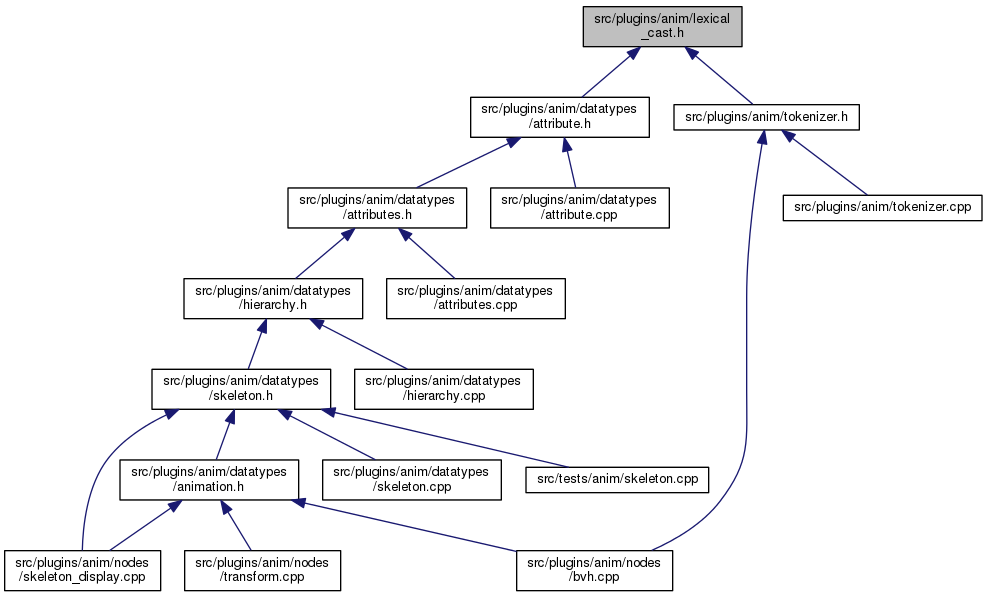 src/plugins/anim/lexical
_cast.h
src/plugins/anim/datatypes
/attribute.h
src/plugins/anim/tokenizer.h
src/plugins/anim/datatypes
/attributes.h
src/plugins/anim/datatypes
/attribute.cpp
src/plugins/anim/tokenizer.cpp
src/plugins/anim/datatypes
/hierarchy.h
src/plugins/anim/datatypes
/attributes.cpp
src/plugins/anim/datatypes
/skeleton.h
src/plugins/anim/datatypes
/hierarchy.cpp
src/plugins/anim/datatypes
/animation.h
src/plugins/anim/datatypes
/skeleton.cpp
src/tests/anim/skeleton.cpp
src/plugins/anim/nodes
/skeleton_display.cpp
src/plugins/anim/nodes
/transform.cpp
src/plugins/anim/nodes
/bvh.cpp